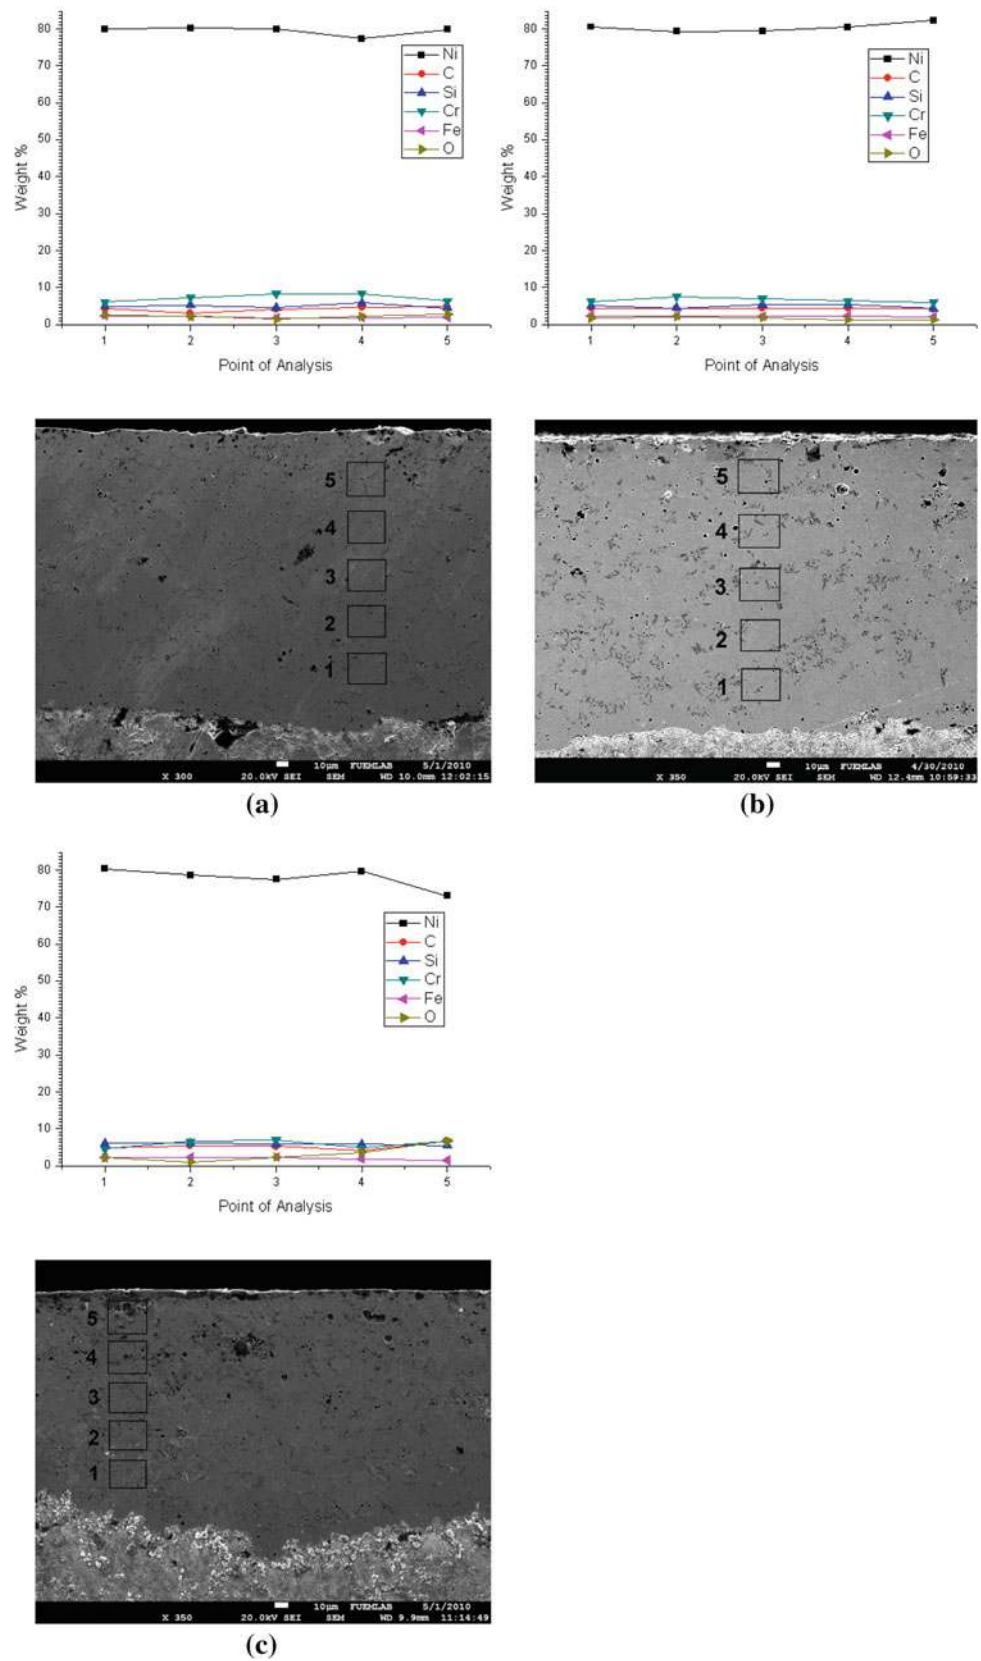 80
70
60
50
40
30
20
10
0
Weight %
Ni
C
Si
Cr
Fe
O
1 2 3 4 5
Point of Analysis
80
70
60
50
40
30
20
10
0
Weight %
Ni
C
Si
Cr
Fe
O
1 2 3 4 5
Point of Analysis
5
4
3
2
1
10µm FUEMLAB 5/1/2010
X 300 20.0kV SEI SEM WD 10.0mm 12:02:15
(a)
5
4
3
2
1
10µm FUEMLAB 4/30/2010
X 350 20.0kV SEI SEM WD 12.4mm 10:59:33
(b)
80
70
60
50
40
30
20
10
0
Weight %
Ni
C
Si
Cr
Fe
O
1 2 3 4 5
Point of Analysis
5
4
3
2
1
10µm FUEMLAB 5/1/2010
X 350 20.0kV SEI SEM WD 9.9mm 11:14:49
(c)